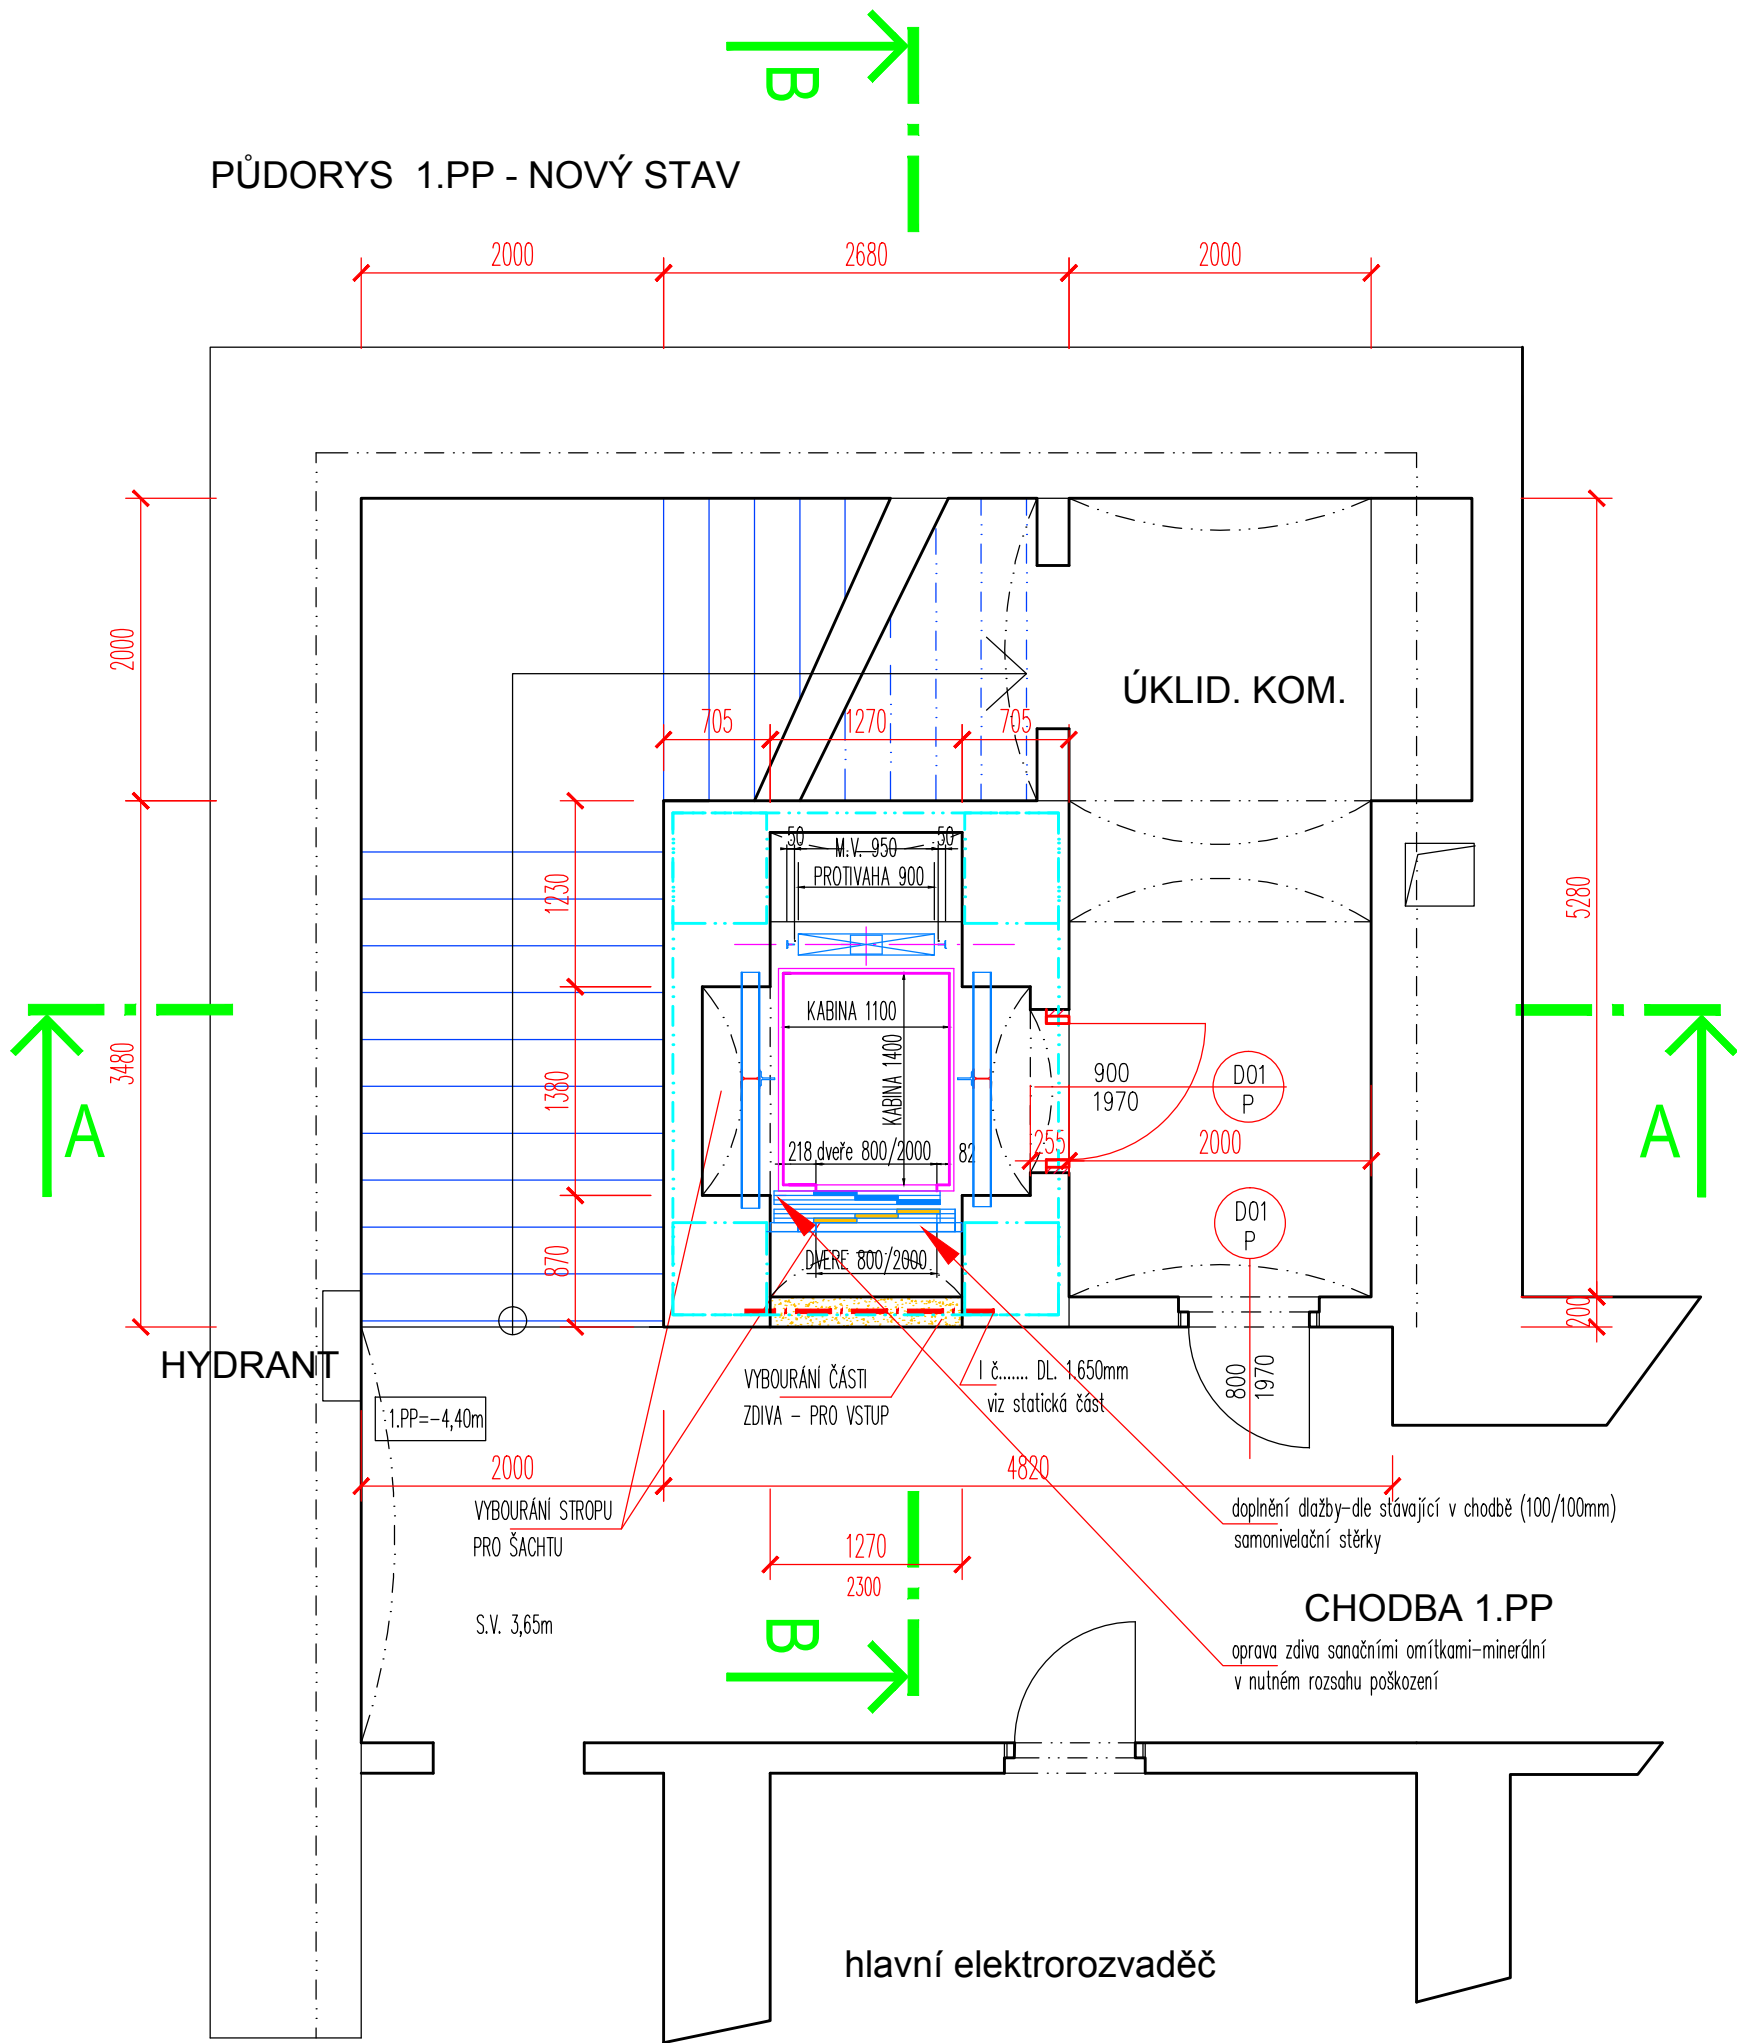 B
PŮDORYS 1.PP - NOVÝ STAV
2000
2680
2000
2000
ÚKLID. KOM.
705
1270
705
50
M.V. 950
50
PROTIVAHA 900
1230
5280
3480
KABINA 1100
KABINA 1400
1380
900
1970
D01
P
A
A
255
2000
218 dveře 800/2000
82
D01
P
870
DVEŘE 800/2000
200
HYDRANT
VYBOURÁNÍ ČÁSTI
ZDIVA - PRO VSTUP
I č....... DL. 1.650mm
viz statická část
800
1970
1.PP=-4,40m
2000
4820
VYBOURÁNÍ STROPU
PRO ŠACHTU
doplnění dlažby-dle stávající v chodbě (100/100mm)
samonivelační stěrky
1270
2300
CHODBA 1.PP
S.V. 3,65m
B
oprava zdiva sanačními omítkami-minerální
v nutném rozsahu poškození
hlavní elektrorozvaděč